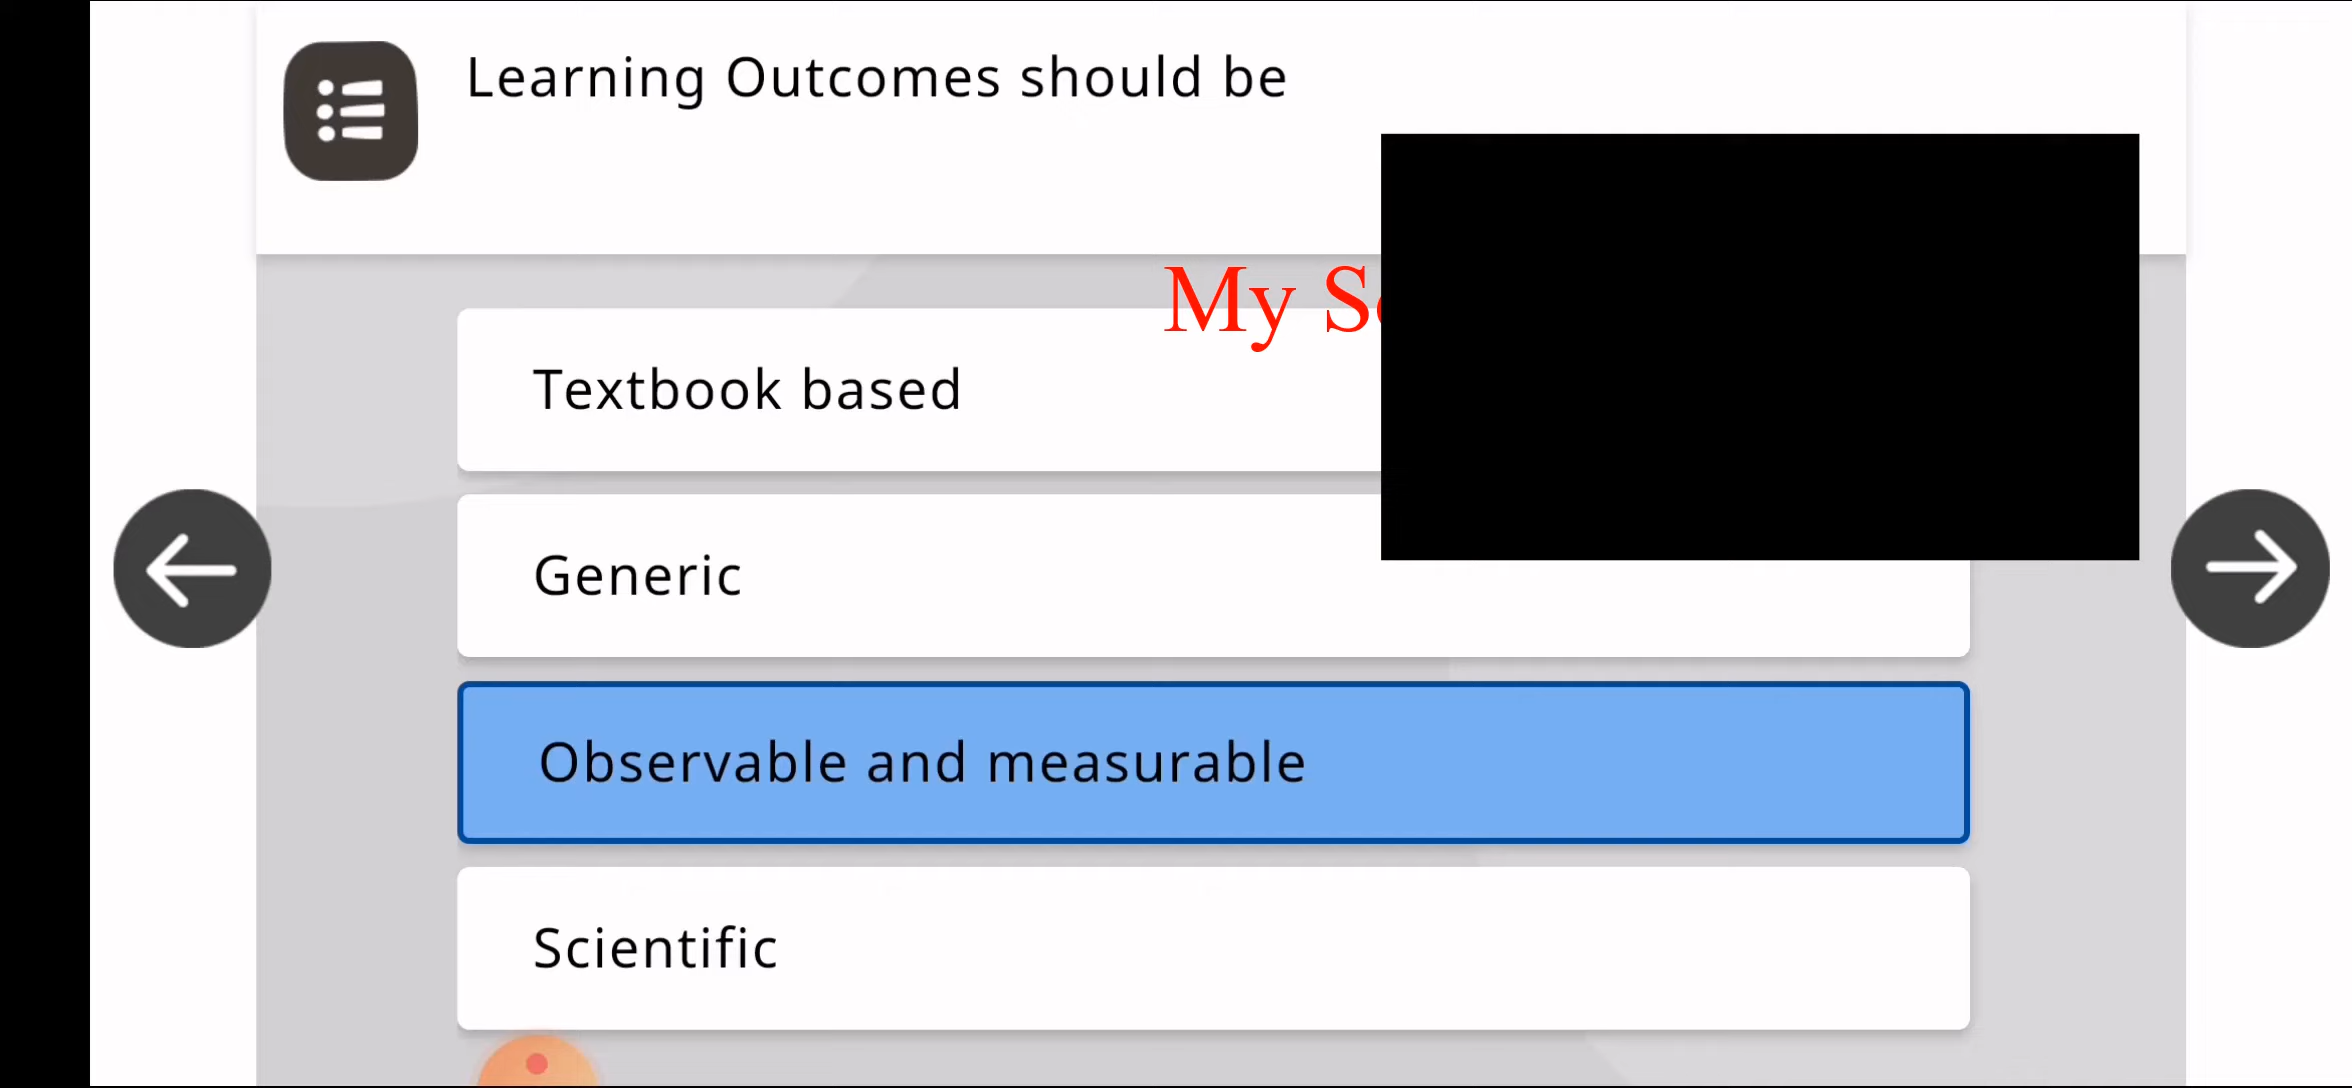 Learning Outcomes should be
My
Textbook based
Generic
Observable and measurable
Scientific